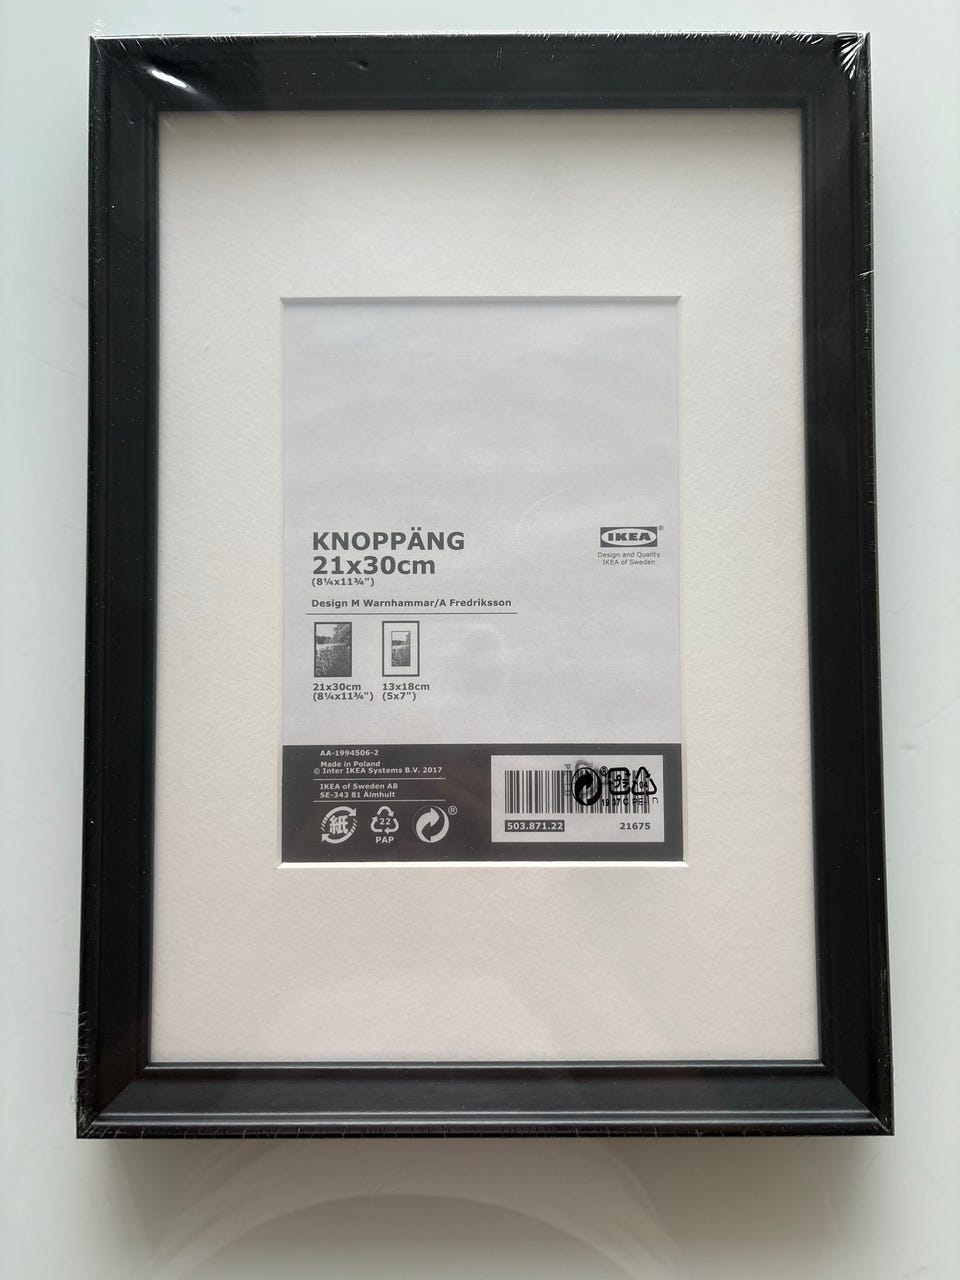 KNOPPÄNG
21x30cm
(8¼x11¾")
IKEA®
Design and Quality
IKEA of Sweden
Design M Warnhammar/A Fredriksson
21x30cm 13x18cm
(8¼x11¾") (5x7")
AA-1994506-2
Made in Poland
© Inter IKEA Systems B.V. 2017
IKEA of Sweden AB
SE-343 81 Älmhult
紙
22
PAP
®
503.871.22 21675